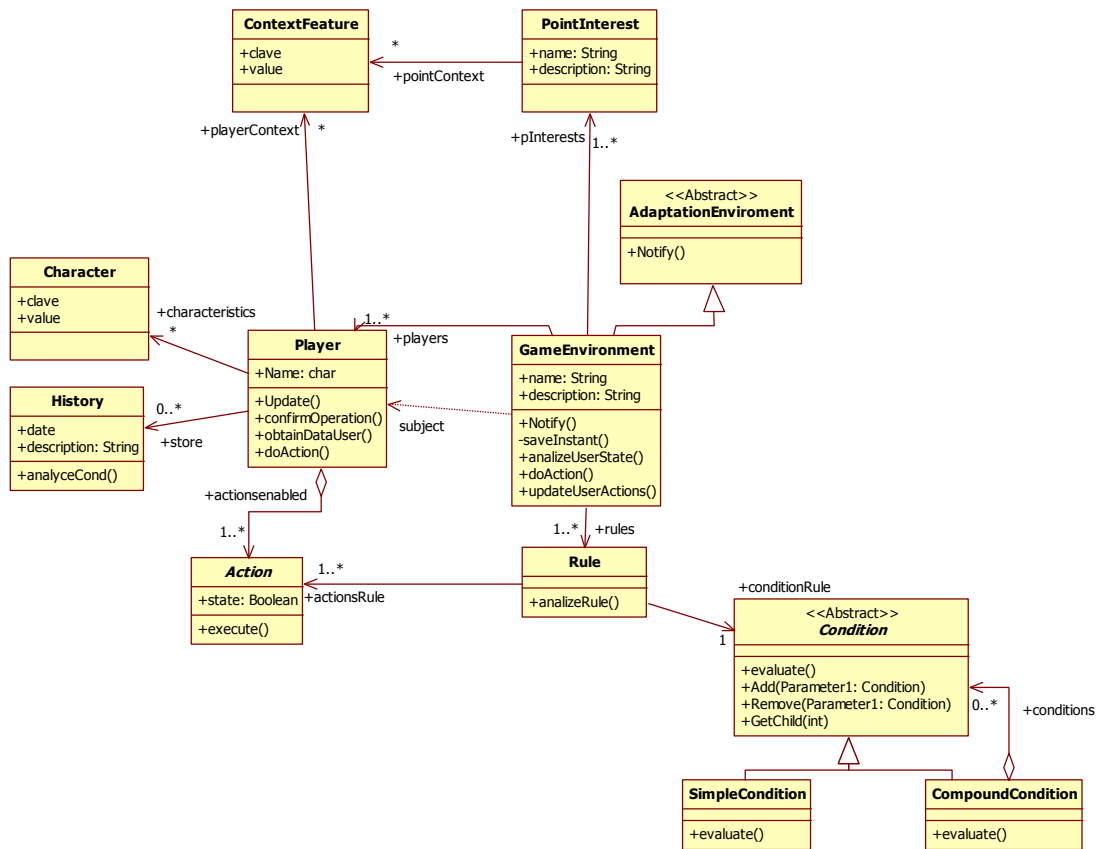 ContextFeature
+clave
+value
PointInterest
+name: String
+description: String
*
+pointContext
+playerContext
*
+pInterests
1..*
<<Abstract>>
AdaptationEnviroment
+Notify()
Character
+clave
+value
+characteristics
*
1..*
+players
Player
+Name: char
+Update()
+confirmOperation()
+obtainDataUser()
+doAction()
GameEnvironment
+name: String
+description: String
+Notify()
-saveInstant()
+analizeUserState()
+doAction()
+updateUserActions()
History
+date
+description: String
+analyceCond()
0..*
+store
subject
+actionsenabled
1..*
1..*
+rules
Action
+state: Boolean
+execute()
1..*
+actionsRule
Rule
+analizeRule()
+conditionRule
1
<<Abstract>>
Condition
+evaluate()
+Add(Parameter1: Condition)
+Remove(Parameter1: Condition)
+GetChild(int)
0..*
+conditions
SimpleCondition
+evaluate()
CompoundCondition
+evaluate()